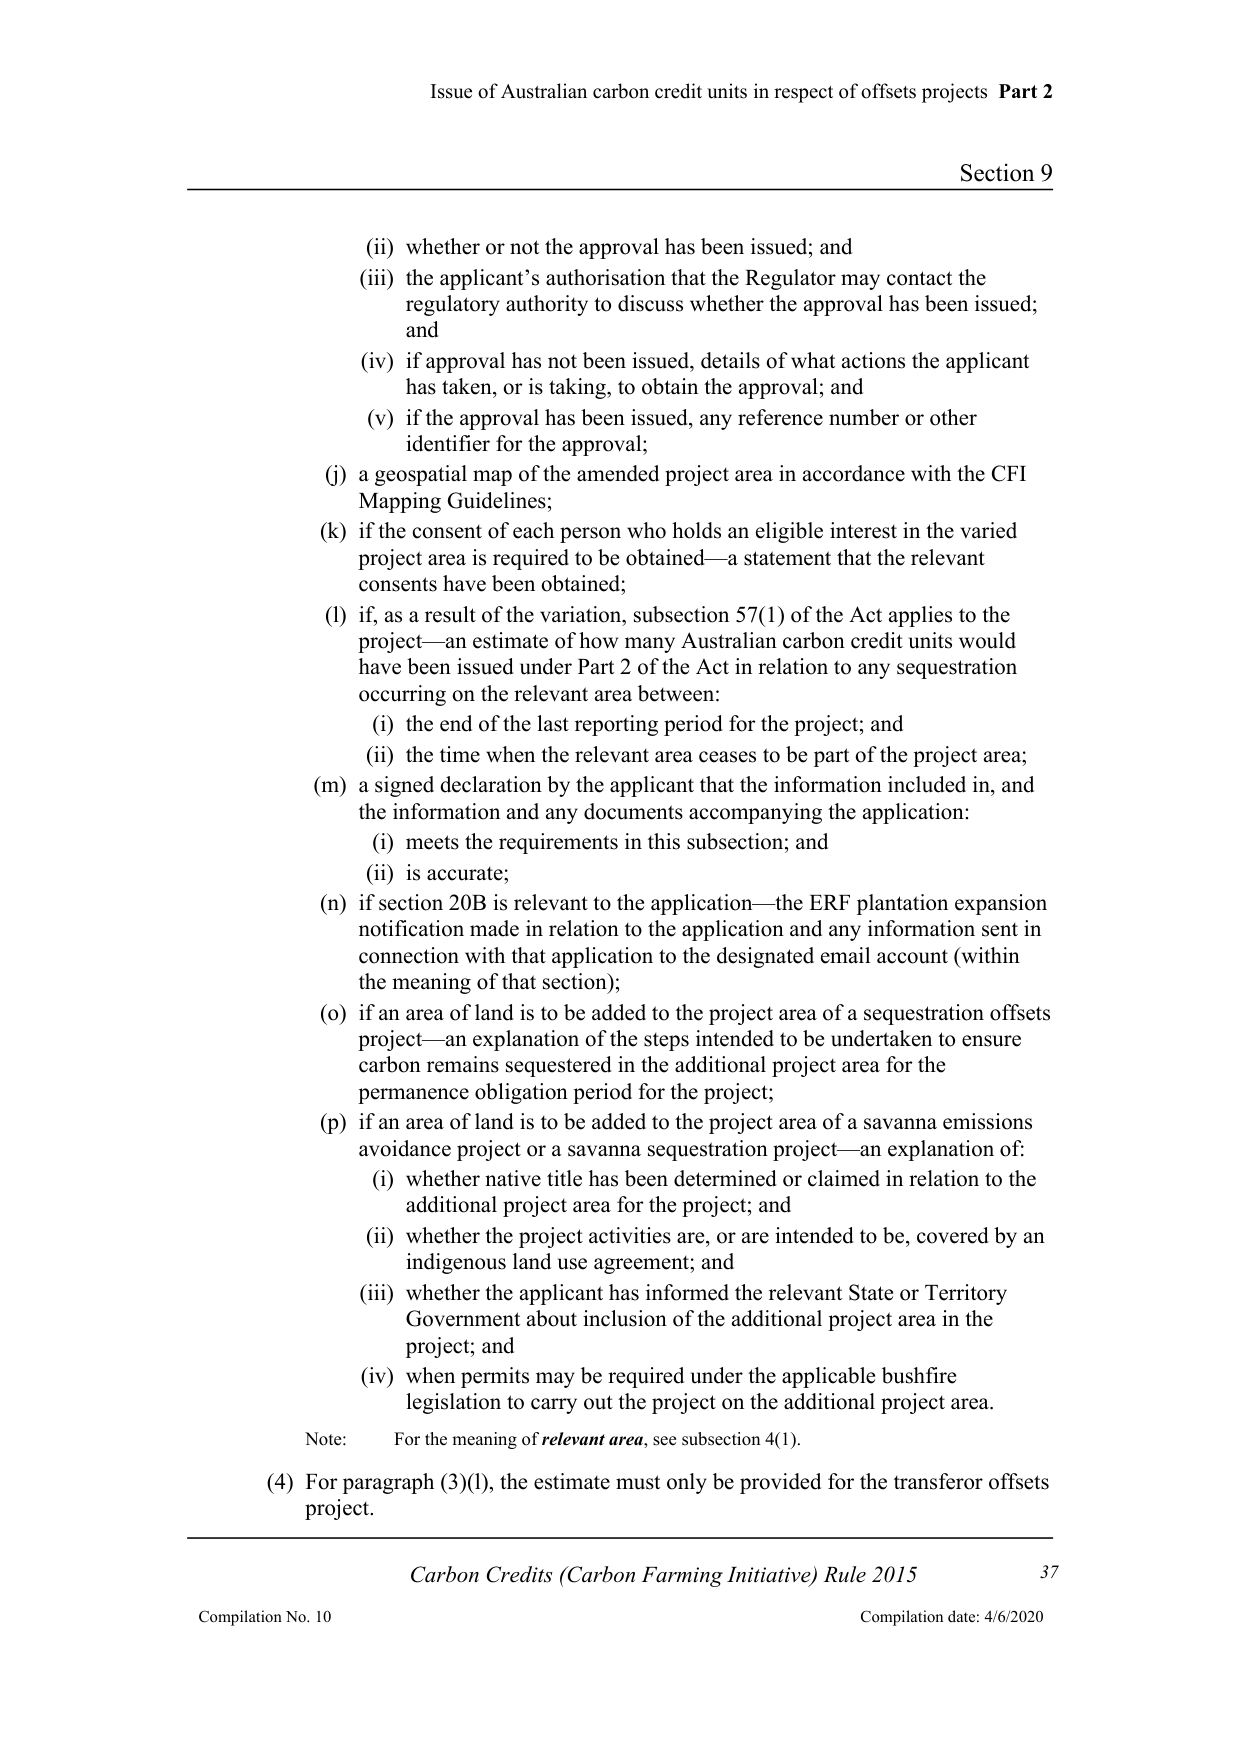 Issue of Australian carbon credit units in respect of offsets projects Part 2
Section 9
(ii) whether or not the approval has been issued; and
(iii) the applicant’s authorisation that the Regulator may contact the
regulatory authority to discuss whether the approval has been issued;
and
(iv) if approval has not been issued, details of what actions the applicant
has taken, or is taking, to obtain the approval; and
(v) if the approval has been issued, any reference number or other
identifier for the approval;
(j) a geospatial map of the amended project area in accordance with the CFI
Mapping Guidelines;
(k) if the consent of each person who holds an eligible interest in the varied
project area is required to be obtained—a statement that the relevant
consents have been obtained;
(l) if, as a result of the variation, subsection 57(1) of the Act applies to the
project—an estimate of how many Australian carbon credit units would
have been issued under Part 2 of the Act in relation to any sequestration
occurring on the relevant area between:
(i) the end of the last reporting period for the project; and
(ii) the time when the relevant area ceases to be part of the project area;
(m) a signed declaration by the applicant that the information included in, and
the information and any documents accompanying the application:
(i) meets the requirements in this subsection; and
(ii) is accurate;
(n) if section 20B is relevant to the application—the ERF plantation expansion
notification made in relation to the application and any information sent in
connection with that application to the designated email account (within
the meaning of that section);
(o) if an area of land is to be added to the project area of a sequestration offsets
project—an explanation of the steps intended to be undertaken to ensure
carbon remains sequestered in the additional project area for the
permanence obligation period for the project;
(p) if an area of land is to be added to the project area of a savanna emissions
avoidance project or a savanna sequestration project—an explanation of:
(i) whether native title has been determined or claimed in relation to the
additional project area for the project; and
(ii) whether the project activities are, or are intended to be, covered by an
indigenous land use agreement; and
(iii) whether the applicant has informed the relevant State or Territory
Government about inclusion of the additional project area in the
project; and
(iv) when permits may be required under the applicable bushfire
legislation to carry out the project on the additional project area.
Note: For the meaning of relevant area, see subsection 4(1).
(4) For paragraph (3)(l), the estimate must only be provided for the transferor offsets
project.
Carbon Credits (Carbon Farming Initiative) Rule 2015 37
Compilation No. 10 Compilation date: 4/6/2020